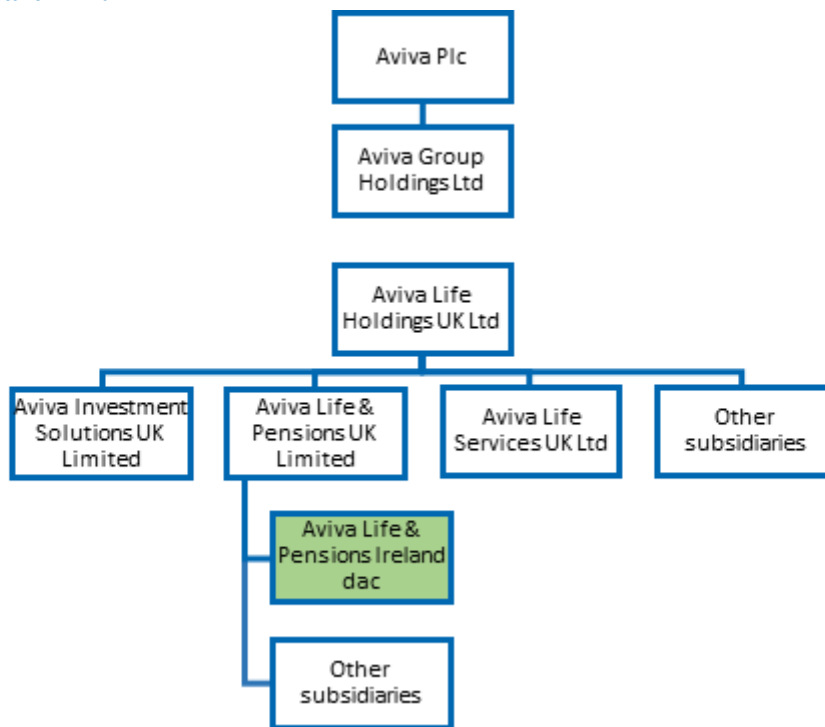 Aviva Plc
Aviva Group
Holdings Ltd
Aviva Life
Holdings UK Ltd
Aviva Investment
Solutions UK
Limited
Aviva Life &
Pensions UK
Limited
Aviva Life
Services UK Ltd
Other
subsidiaries
Aviva Life &
Pensions Ireland
dac
Other
subsidiaries